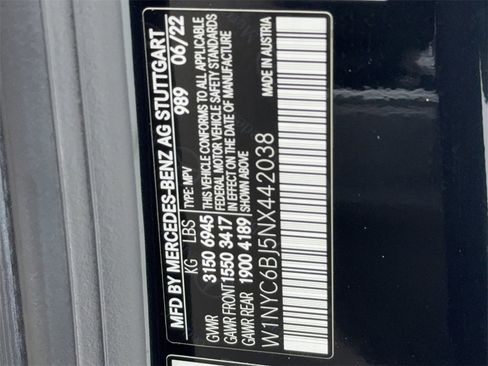 MFD BY MERCEDES-BENZ AG STUTTGART
989 06/22
KG LBS TYPE: MPV
GVWR 3150 6945
GAWR FRONT 1550 3417
GAWR REAR 1900 4189
THIS VEHICLE CONFORMS TO ALL APPLICABLE
FEDERAL MOTOR VEHICLE SAFETY STANDARDS
IN EFFECT ON THE DATE OF MANUFACTURE
SHOWN ABOVE
W1NYC6BJ5NX442038
MADE IN AUSTRIA